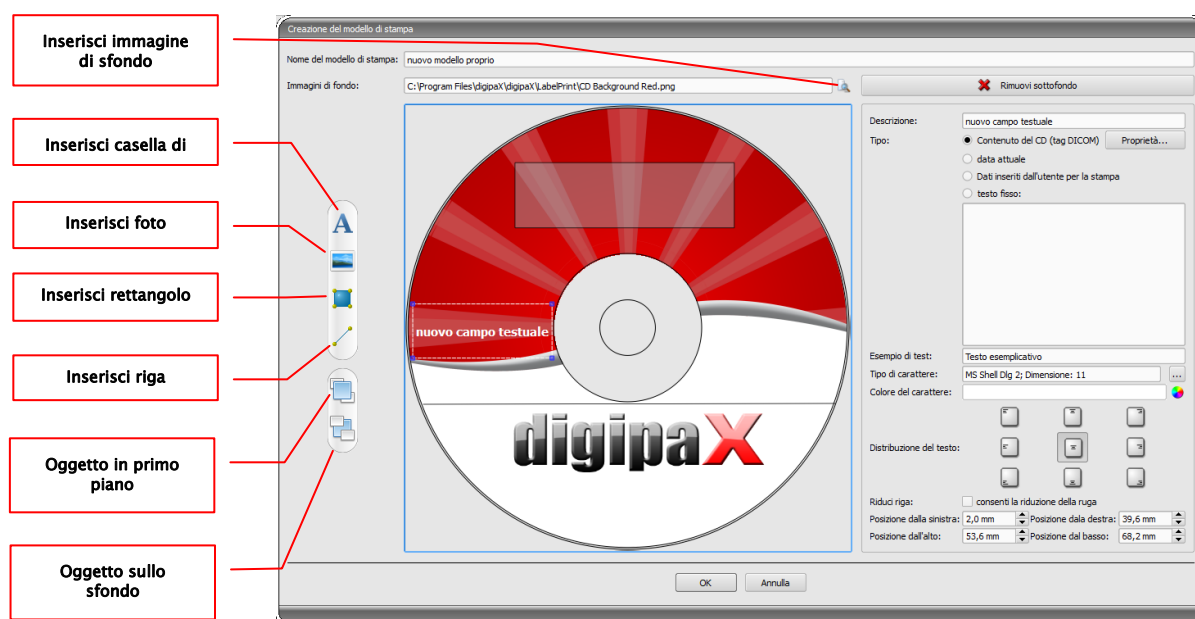 Inserisci immagine
di sfondo
Inserisci casella di
Inserisci foto
Inserisci rettangolo
Inserisci riga
Oggetto in primo
piano
Oggetto sullo
sfondo
Creazione del modello di stampa
Nome del modello di stampa: nuovo modello proprio
Immagini di fondo: C:\Program Files\digipaX\digipaX\LabelPrint\CD Background Red.png
Rimuovi sottofondo
A
nuovo campo testuale
digipaX
Descrizione: nuovo campo testuale
Tipo: Contenuto del CD (tag DICOM) Proprietà...
data attuale
Dati inseriti dall'utente per la stampa
testo fisso:
Esempio di test: Testo esemplicativo
Tipo di carattere: MS Shell Dlg 2; Dimensione: 11 ...
Colore del carattere:
Distribuzione del testo:
Riduci riga: consenti la riduzione della ruga
Posizione dalla sinistra: 2,0 mm Posizione dala destra: 39,6 mm
Posizione dall'alto: 53,6 mm Posizione dal basso: 68,2 mm
OK Annulla